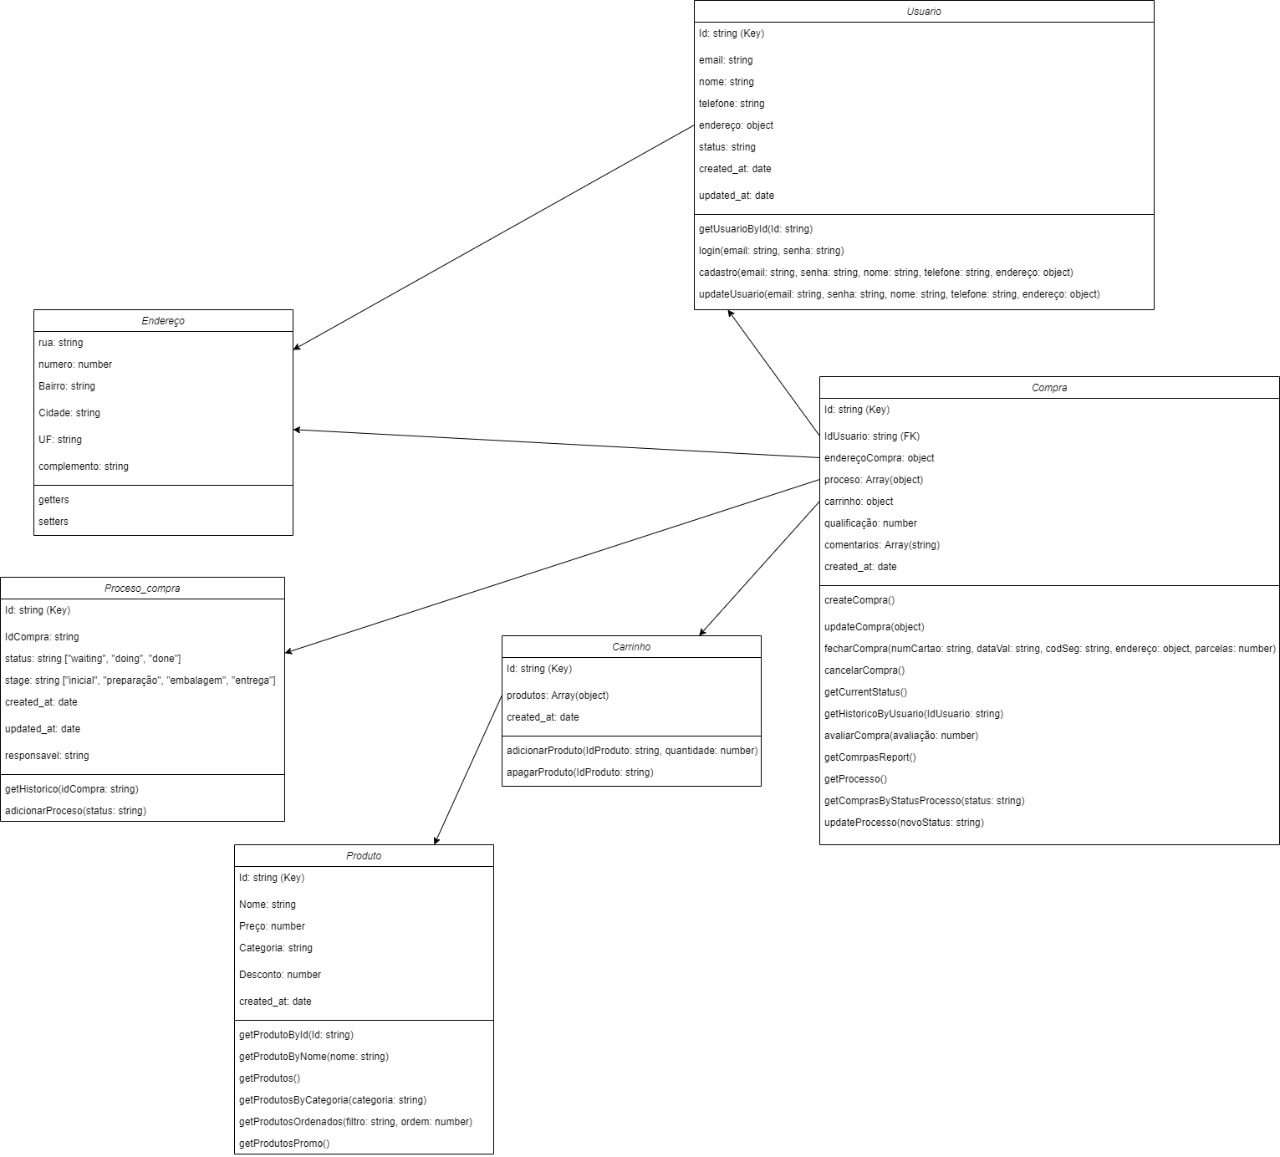 Usuario
Id: string (Key)
email: string
nome: string
telefone: string
endereço: object
status: string
created_at: date
updated_at: date
getUsuarioById(Id: string)
login(email: string, senha: string)
cadastro(email: string, senha: string, nome: string, telefone: string, endereço: object)
updateUsuario(email: string, senha: string, nome: string, telefone: string, endereço: object)
Endereço
rua: string
numero: number
Bairro: string
Cidade: string
UF: string
complemento: string
getters
setters
Compra
Id: string (Key)
IdUsuario: string (FK)
endereçoCompra: object
proceso: Array(object)
carrinho: object
qualificação: number
comentarios: Array(string)
created_at: date
createCompra()
updateCompra(object)
fecharCompra(numCartao: string, dataVal: string, codSeg: string, endereço: object, parcelas: number)
cancelarCompra()
getCurrentStatus()
getHistoricoByUsuario(IdUsuario: string)
avaliarCompra(avaliação: number)
getComrpasReport()
getProcesso()
getComprasByStatusProcesso(status: string)
updateProcesso(novoStatus: string)
Proceso_compra
Id: string (Key)
IdCompra: string
status: string ["waiting", "doing", "done"]
stage: string ["inicial", "preparação", "embalagem", "entrega"]
created_at: date
updated_at: date
responsavel: string
getHistorico(idCompra: string)
adicionarProceso(status: string)
Carrinho
Id: string (Key)
produtos: Array(object)
created_at: date
adicionarProduto(IdProduto: string, quantidade: number)
apagarProduto(IdProduto: string)
Produto
Id: string (Key)
Nome: string
Preço: number
Categoria: string
Desconto: number
created_at: date
getProdutoById(Id: string)
getProdutoByNome(nome: string)
getProdutos()
getProdutosByCategoria(categoria: string)
getProdutosOrdenados(filtro: string, ordem: number)
getProdutosPromo()